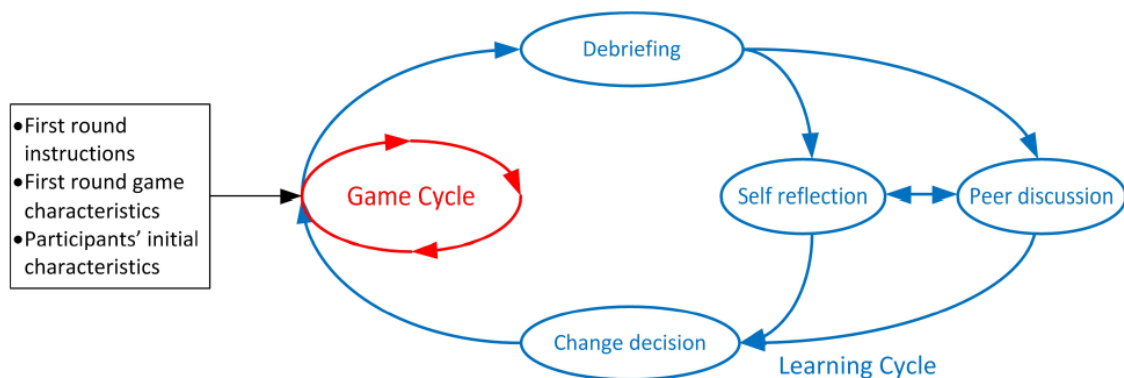 Debriefing
•First round
instructions
•First round game
characteristics
•Participants' initial
characteristics
Game Cycle
Self reflection
Peer discussion
Change decision
Learning Cycle